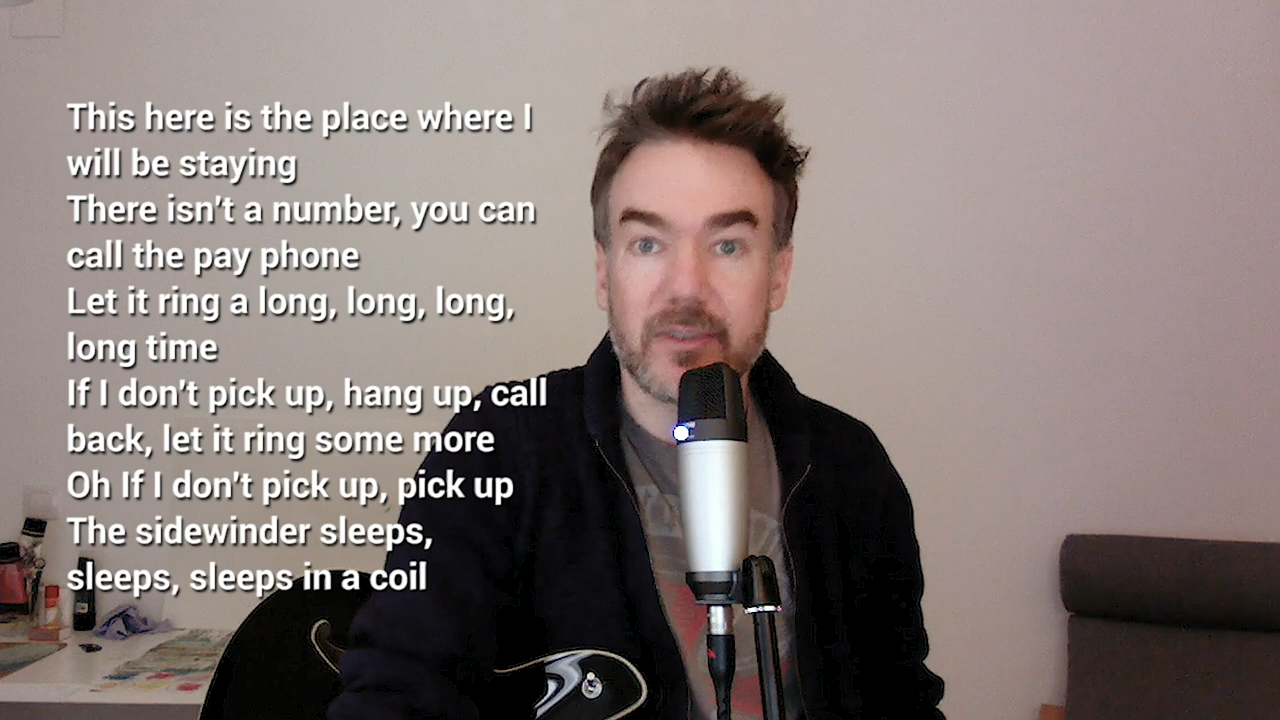 This here is the place where I
will be staying
There isn't a number, you can
call the pay phone
Let it ring a long, long, long,
long time
If I don't pick up, hang up, call
back, let it ring some more
Oh If I don't pick up, pick up
The sidewinder sleeps,
sleeps, sleeps in a coil